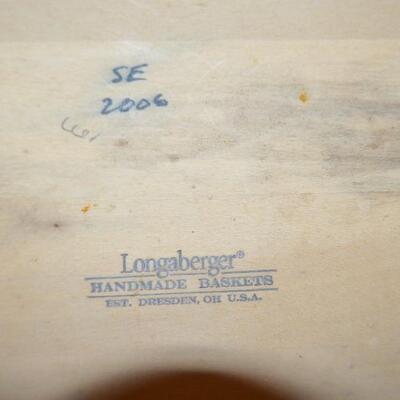 SE
2006
Longaberger®
HANDMADE BASKETS
EST. DRESDEN, OH U.S.A.